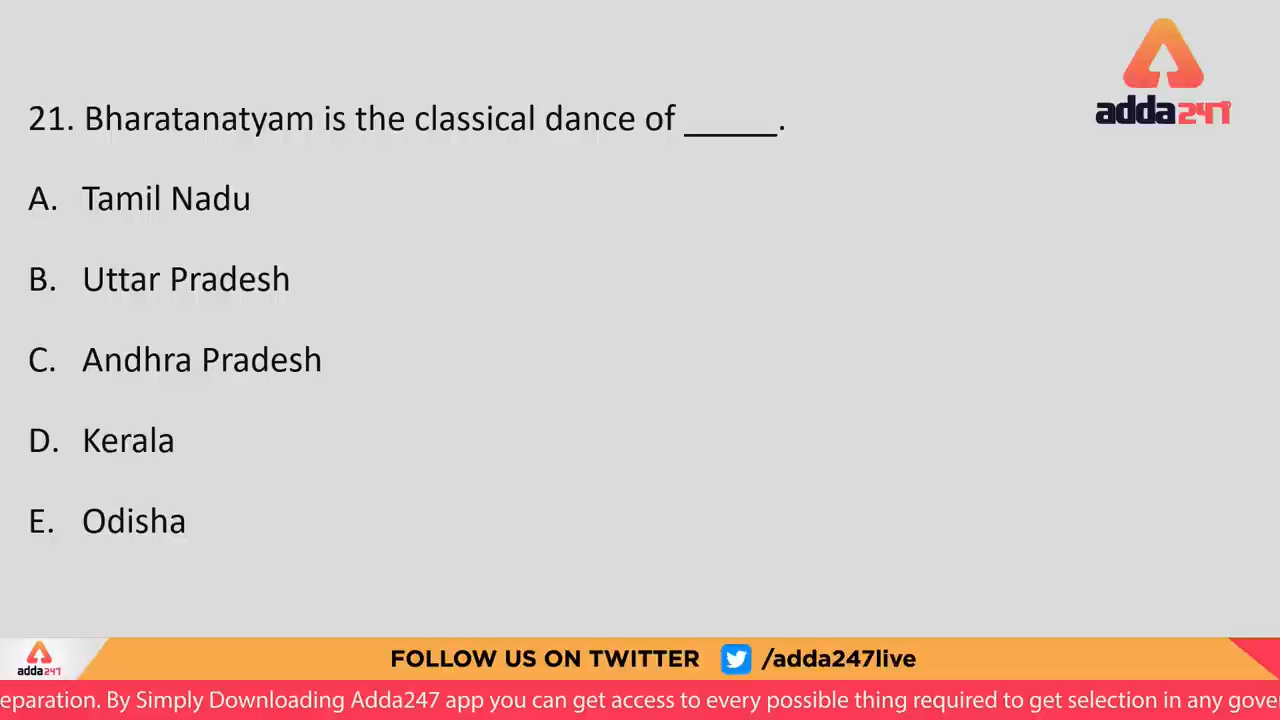 adda247
21. Bharatanatyam is the classical dance of _____.
A. Tamil Nadu
B. Uttar Pradesh
C. Andhra Pradesh
D. Kerala
E. Odisha
adda247
FOLLOW US ON TWITTER /adda247live
eparation. By Simply Downloading Adda247 app you can get access to every possible thing required to get selection in any gove